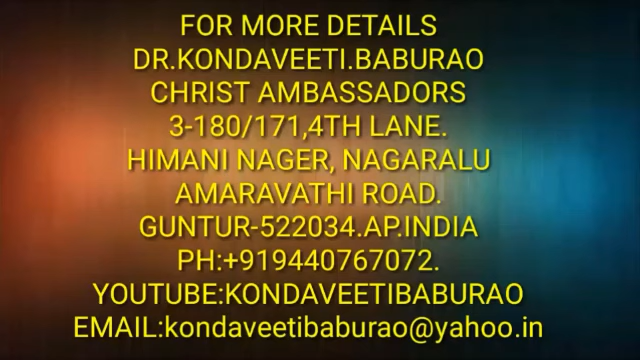 FOR MORE DETAILS
DR.KONDAVEETI.BABURAO
CHRIST AMBASSADORS
3-180/171,4TH LANE.
HIMANI NAGER, NAGARALU
AMARAVATHI ROAD.
GUNTUR-522034.AP.INDIA
PH:+919440767072.
YOUTUBE:KONDAVEETIBABURAO
EMAIL:kondaveetibaburao@yahoo.in